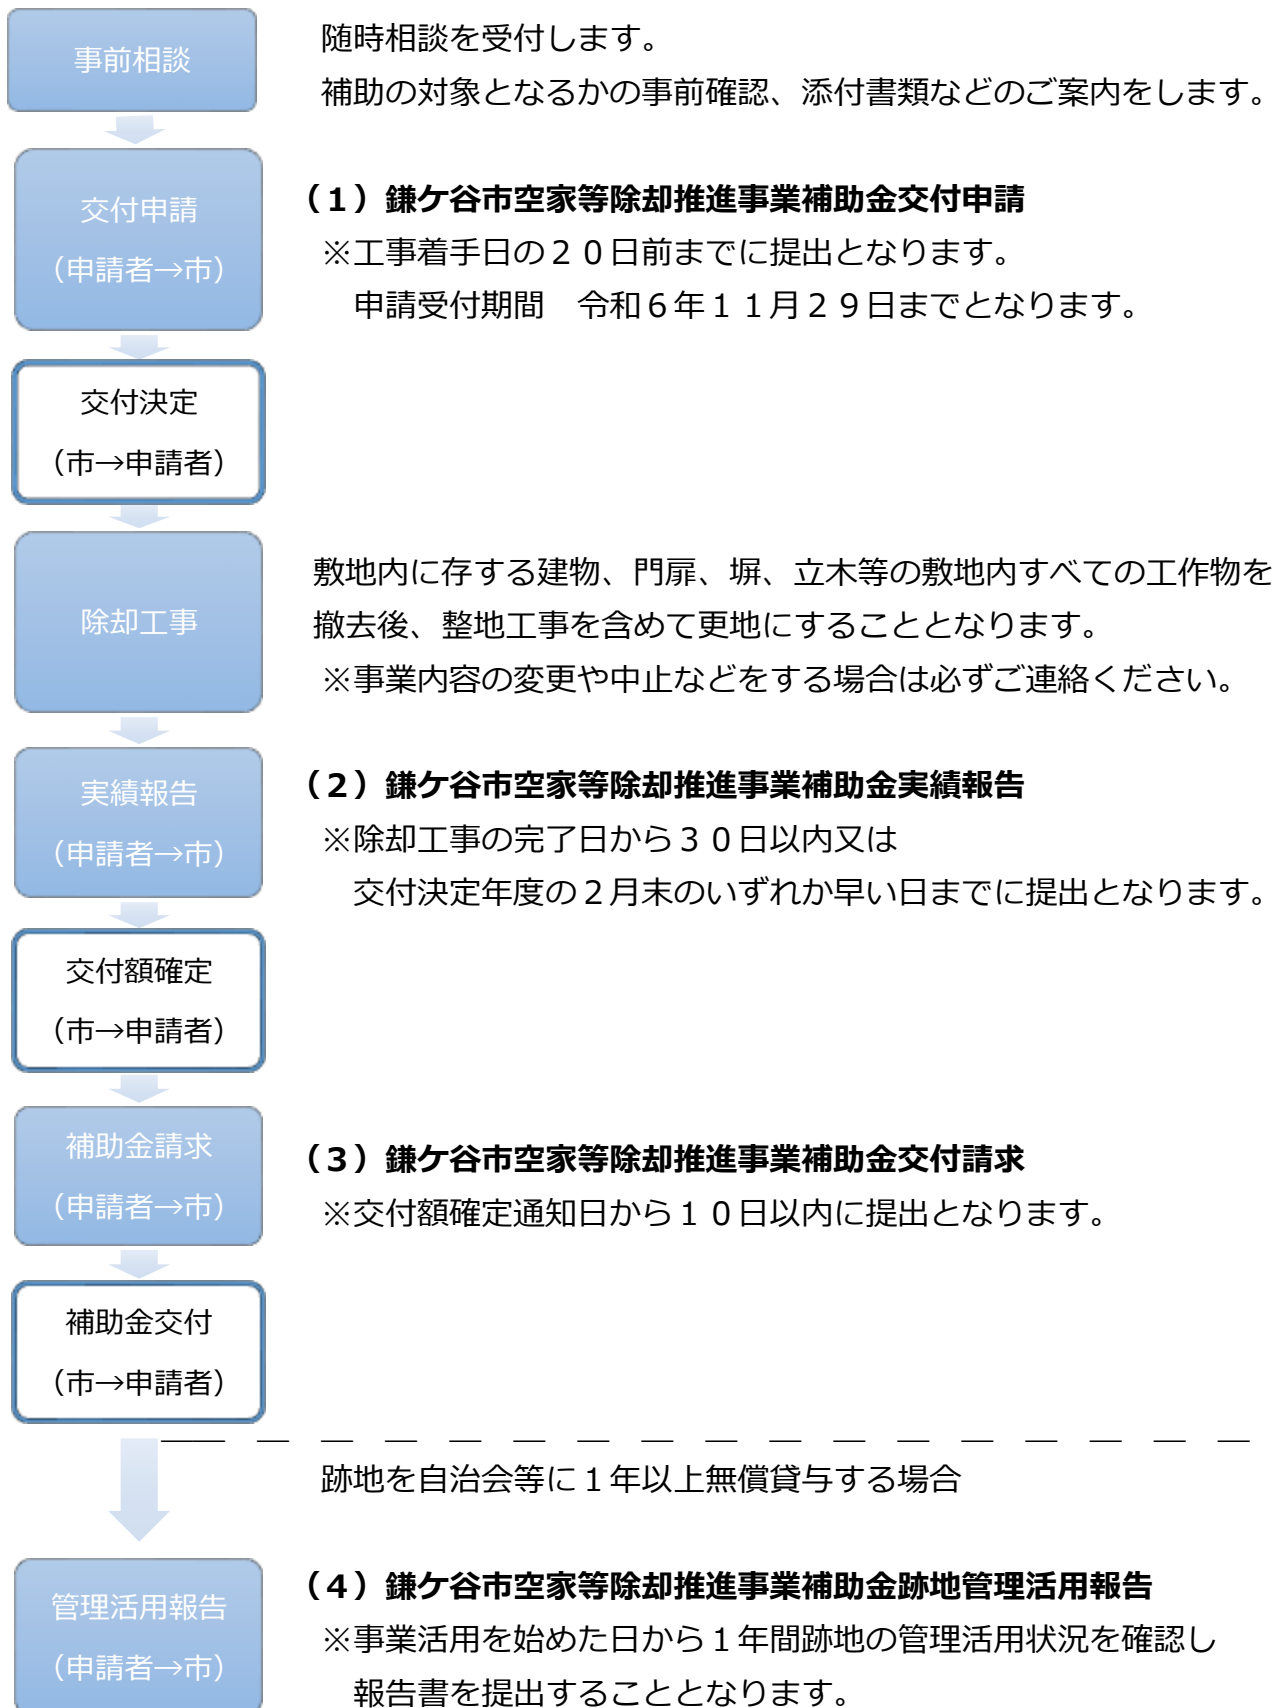 事前相談
随時相談を受付します。
補助の対象となるかの事前確認、添付書類などのご案内をします。
交付申請
（申請者→市）
（１）鎌ケ谷市空家等除却推進事業補助金交付申請
※工事着手日の２０日前までに提出となります。
申請受付期間　令和６年１１月２９日までとなります。
交付決定
（市→申請者）
除却工事
敷地内に存する建物、門扉、塀、立木等の敷地内すべての工作物を
撤去後、整地工事を含めて更地にすることとなります。
※事業内容の変更や中止などをする場合は必ずご連絡ください。
実績報告
（申請者→市）
（２）鎌ケ谷市空家等除却推進事業補助金実績報告
※除却工事の完了日から３０日以内又は
交付決定年度の２月末のいずれか早い日までに提出となります。
交付額確定
（市→申請者）
補助金請求
（申請者→市）
（３）鎌ケ谷市空家等除却推進事業補助金交付請求
※交付額確定通知日から１０日以内に提出となります。
補助金交付
（市→申請者）
跡地を自治会等に１年以上無償貸与する場合
管理活用報告
（申請者→市）
（４）鎌ケ谷市空家等除却推進事業補助金跡地管理活用報告
※事業活用を始めた日から１年間跡地の管理活用状況を確認し
報告書を提出することとなります。